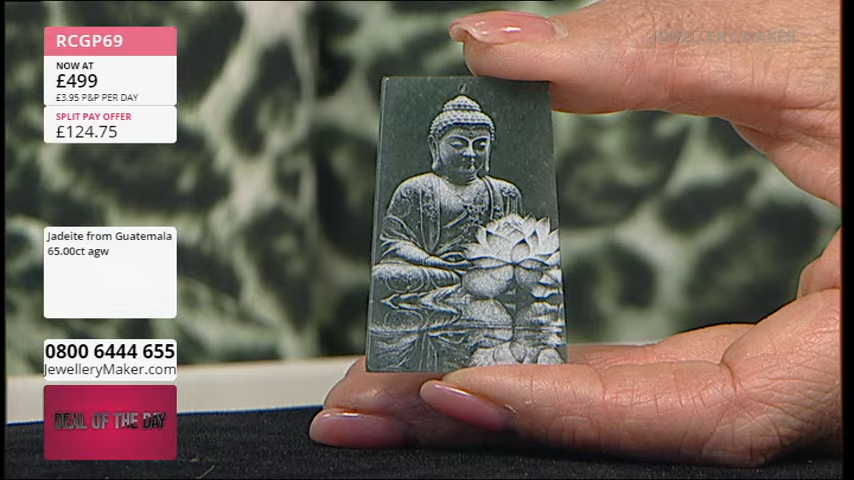 RCGP69
NOW AT
£499
£3.95 P&P PER DAY
SPLIT PAY OFFER
£124.75
Jadeite from Guatemala
65.00ct agw
0800 6444 655
JewelleryMaker.com
DEAL OF THE DAY
JEWELLERYMAKER